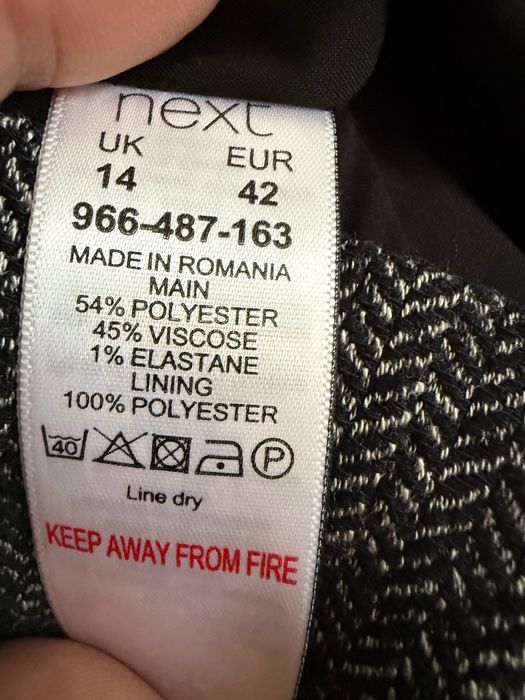 next
UK EUR
14 42
966-487-163
MADE IN ROMANIA
MAIN
54% POLYESTER
45% VISCOSE
1% ELASTANE
LINING
100% POLYESTER
40 P
Line dry
KEEP AWAY FROM FIRE